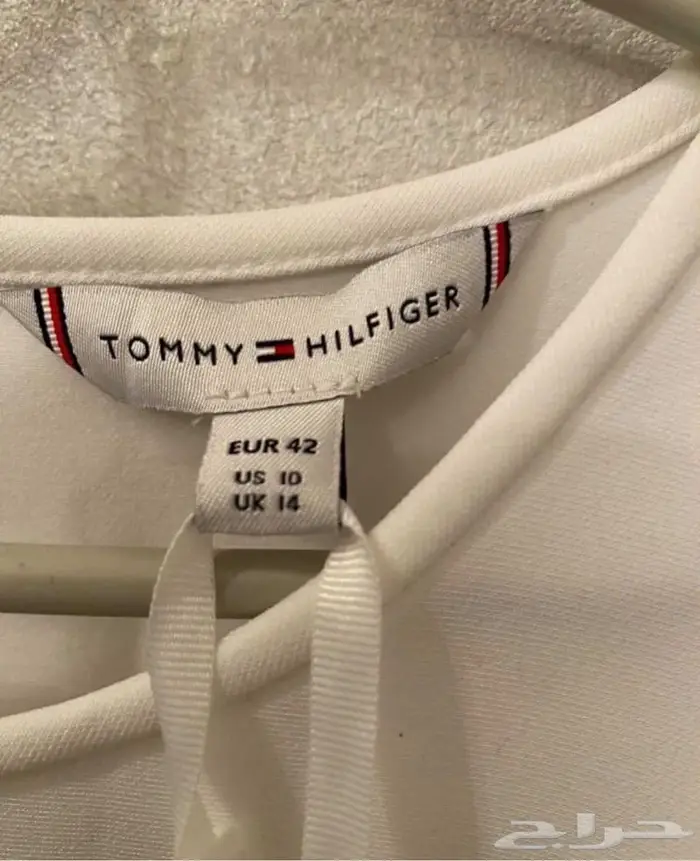 TOMMY HILFIGER
EUR 42
US 10
UK 14
حراج